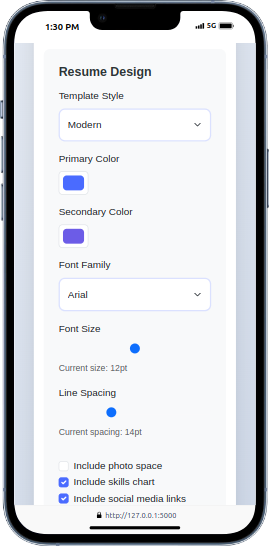 1:30 PM
5G
Resume Design
Template Style
Modern
Primary Color
Secondary Color
Font Family
Arial
Font Size
Current size: 12pt
Line Spacing
Current spacing: 14pt
Include photo space
Include skills chart
Include social media links
http://127.0.0.1:5000